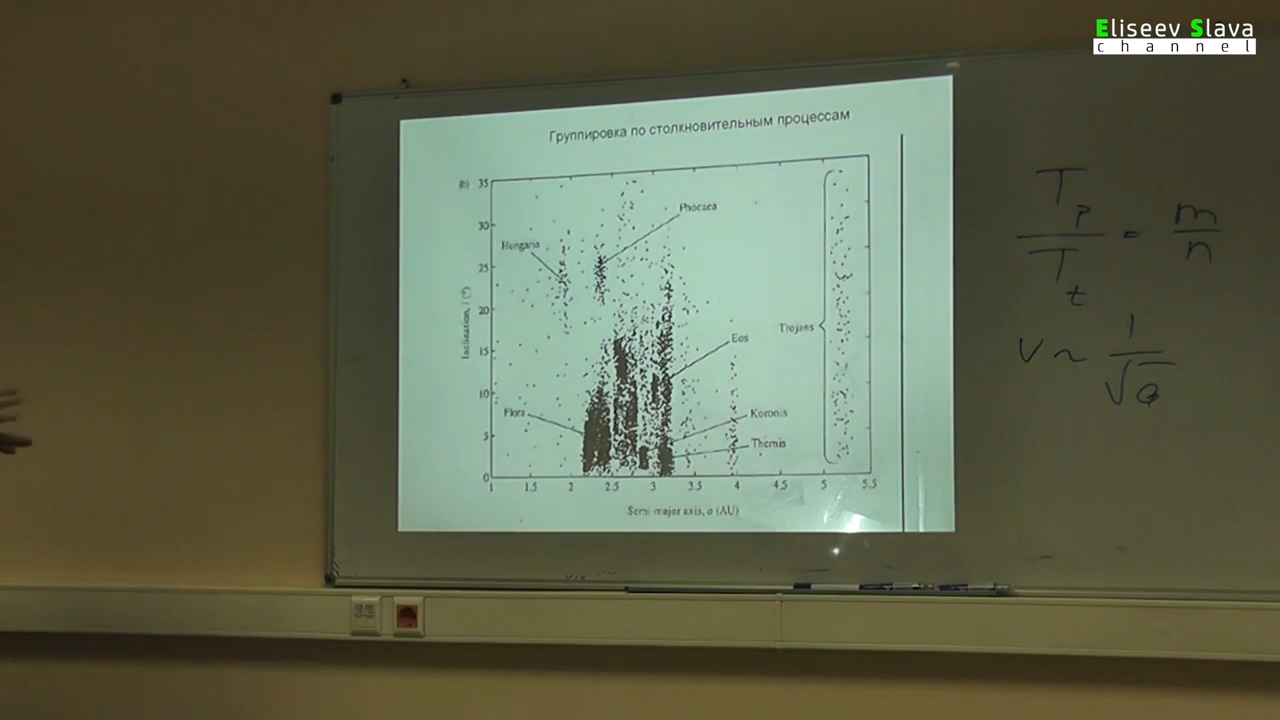 Eliseev Slava
channel
Группировка по столкновительным процессам
(b)
35
30
25
20
15
10
5
0
Inclination, I (°)
Phocaea
Hungaria
Trojans
Eos
Flora
Koronis
Themis
1 1.5 2 2.5 3 3.5 4 4.5 5 5.5
Semi-major axis, a (AU)
T_p / T_t = m / n
v ~ 1 / √a